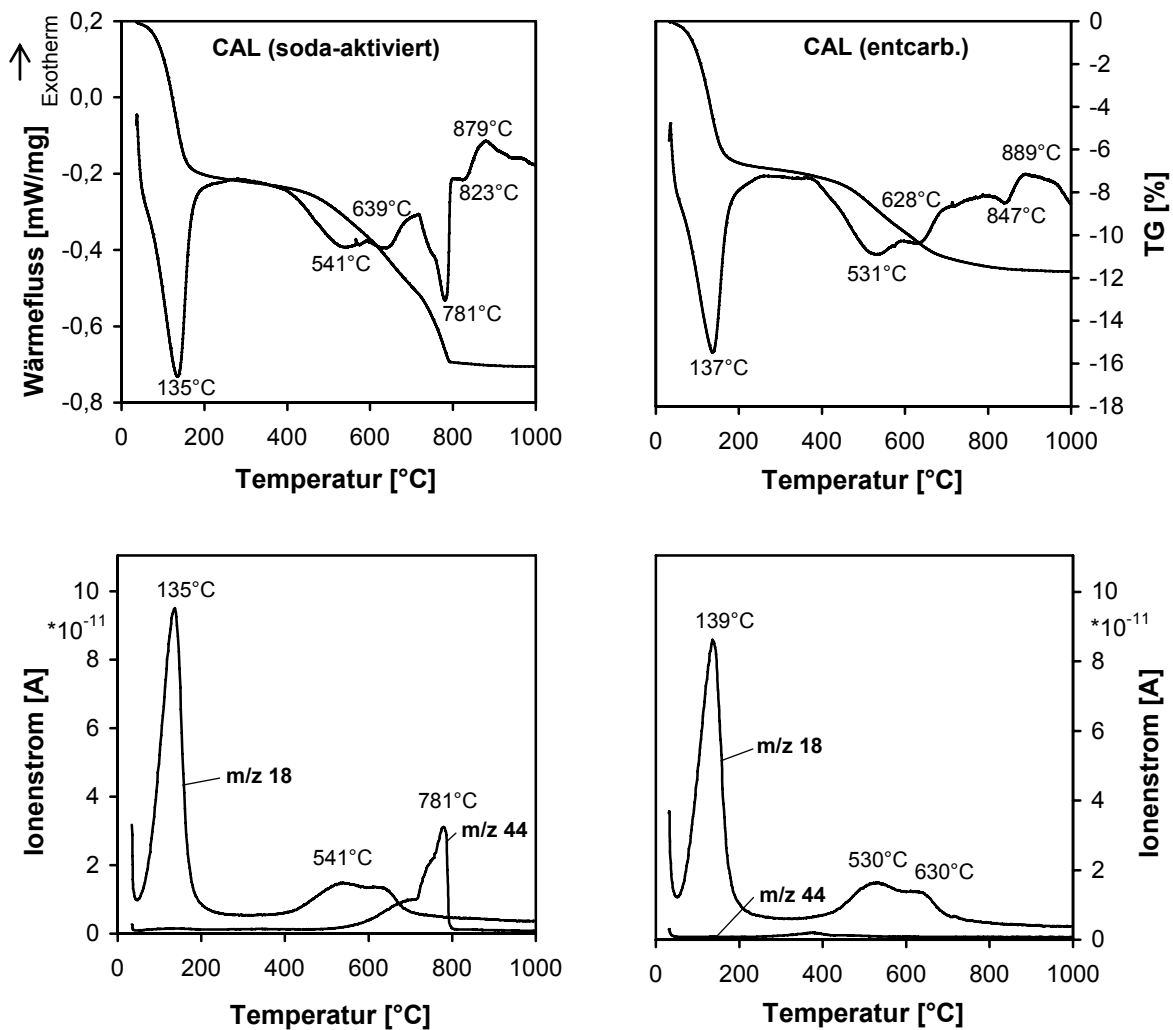 CAL (soda-aktiviert)
Exotherm
Wärmefluss [mW/mg]
0,2
0,0
-0,2
-0,4
-0,6
-0,8
135°C
541°C
639°C
781°C
823°C
879°C
0 200 400 600 800 1000
Temperatur [°C]
CAL (entcarb.)
137°C
531°C
628°C
847°C
889°C
0
-2
-4
-6
-8
-10
-12
-14
-16
-18
TG [%]
0 200 400 600 800 1000
Temperatur [°C]
Ionenstrom [A]
10
*10-11
8
6
4
2
0
135°C
m/z 18
541°C
781°C
m/z 44
0 200 400 600 800 1000
Temperatur [°C]
139°C
m/z 18
m/z 44
530°C
630°C
10
*10-11
8
6
4
2
0
Ionenstrom [A]
0 200 400 600 800 1000
Temperatur [°C]